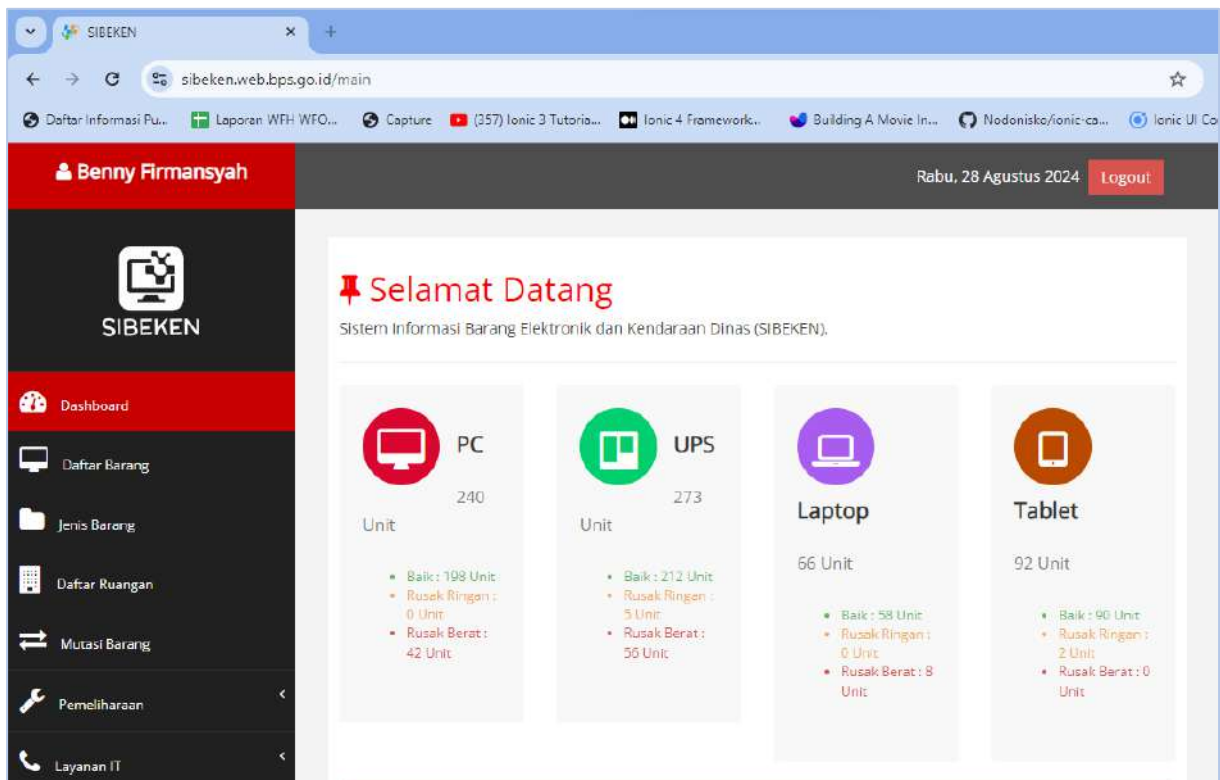 SIBEKEN
sibeken.web.bps.go.id/main
Daftar Informasi Pu... Laporan WFH WFO... Capture (357) Ionic 3 Tutoria... Ionic 4 Framework... Building A Movie In... Nodonisko/ionic-ca... Ionic UI Co
Benny Firmansyah
Rabu, 28 Agustus 2024 Logout
SIBEKEN
Selamat Datang
Sistem Informasi Barang Elektronik dan Kendaraan Dinas (SIBEKEN).
Dashboard
Daftar Barang
Jenis Barang
Daftar Ruangan
Mutasi Barang
Pemeliharaan
Layanan IT
PC
240
Unit
Baik : 198 Unit
Rusak Ringan :
0 Unit
Rusak Berat :
42 Unit
UPS
273
Unit
Baik : 212 Unit
Rusak Ringan :
5 Unit
Rusak Berat :
56 Unit
Laptop
66 Unit
Baik : 58 Unit
Rusak Ringan :
0 Unit
Rusak Berat : 8
Unit
Tablet
92 Unit
Baik : 90 Unit
Rusak Ringan :
2 Unit
Rusak Berat : 0
Unit